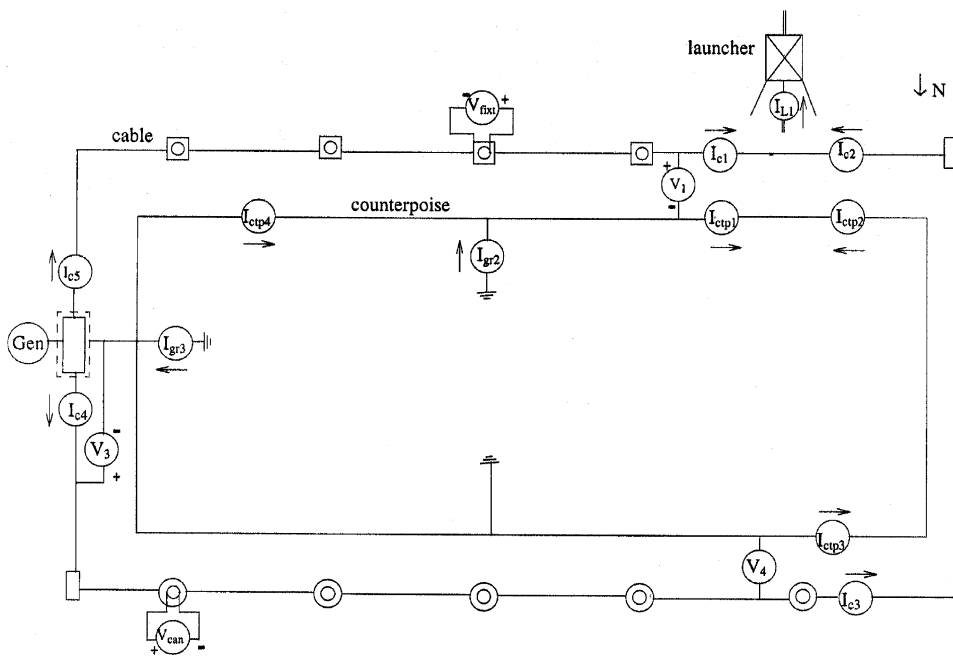 launcher
I_L1
↓ N
- V_fixt +
cable
I_c1
I_c2
+
V_1
-
counterpoise
I_ctp4
I_ctp1
I_ctp2
I_gr2
I_c5
Gen
I_gr3
I_c4
-
V_3
+
I_ctp3
V_4
I_c3
+ V_can -